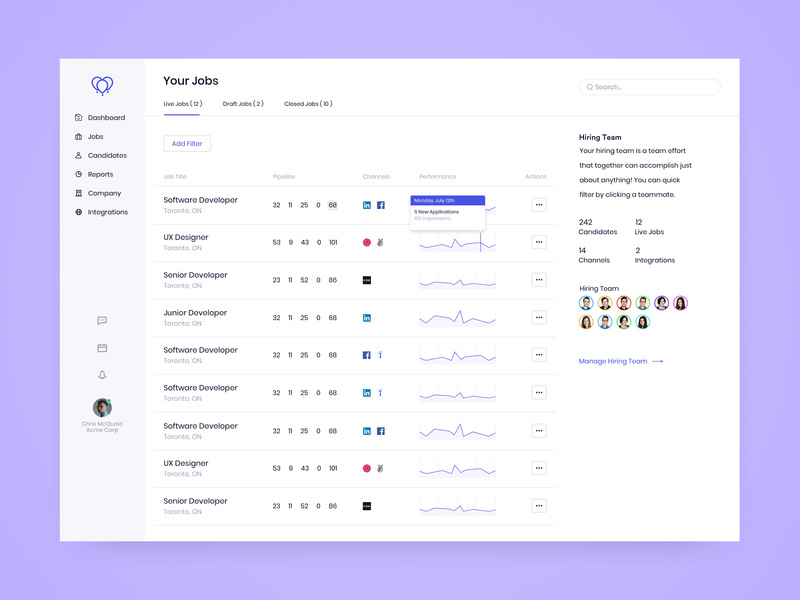 Your Jobs
Search..
Live Jobs ( 12 )
Draft Jobs ( 2 )
Closed Jobs ( 10 )
Dashboard
Jobs
Candidates
Reports
Company
Integrations
Chris McQuaid
Acme Corp
Add Filter
Job Title Pipeline Channels Performance Actions
Software Developer
Toronto, ON
32 11 25 0 68
Monday, July 12th
5 New Applications
102 Impressions
UX Designer
Toronto, ON
53 9 43 0 101
Senior Developer
Toronto, ON
23 11 52 0 86
Junior Developer
Toronto, ON
32 11 25 0 68
Software Developer
Toronto, ON
32 11 25 0 68
Software Developer
Toronto, ON
32 11 25 0 68
Software Developer
Toronto, ON
32 11 25 0 68
UX Designer
Toronto, ON
53 9 43 0 101
Senior Developer
Toronto, ON
23 11 52 0 86
Hiring Team
Your hiring team is a team effort
that together can accomplish just
about anything! You can quick
filter by clicking a teammate.
242
Candidates
12
Live Jobs
14
Channels
2
Integrations
Hiring Team
Manage Hiring Team